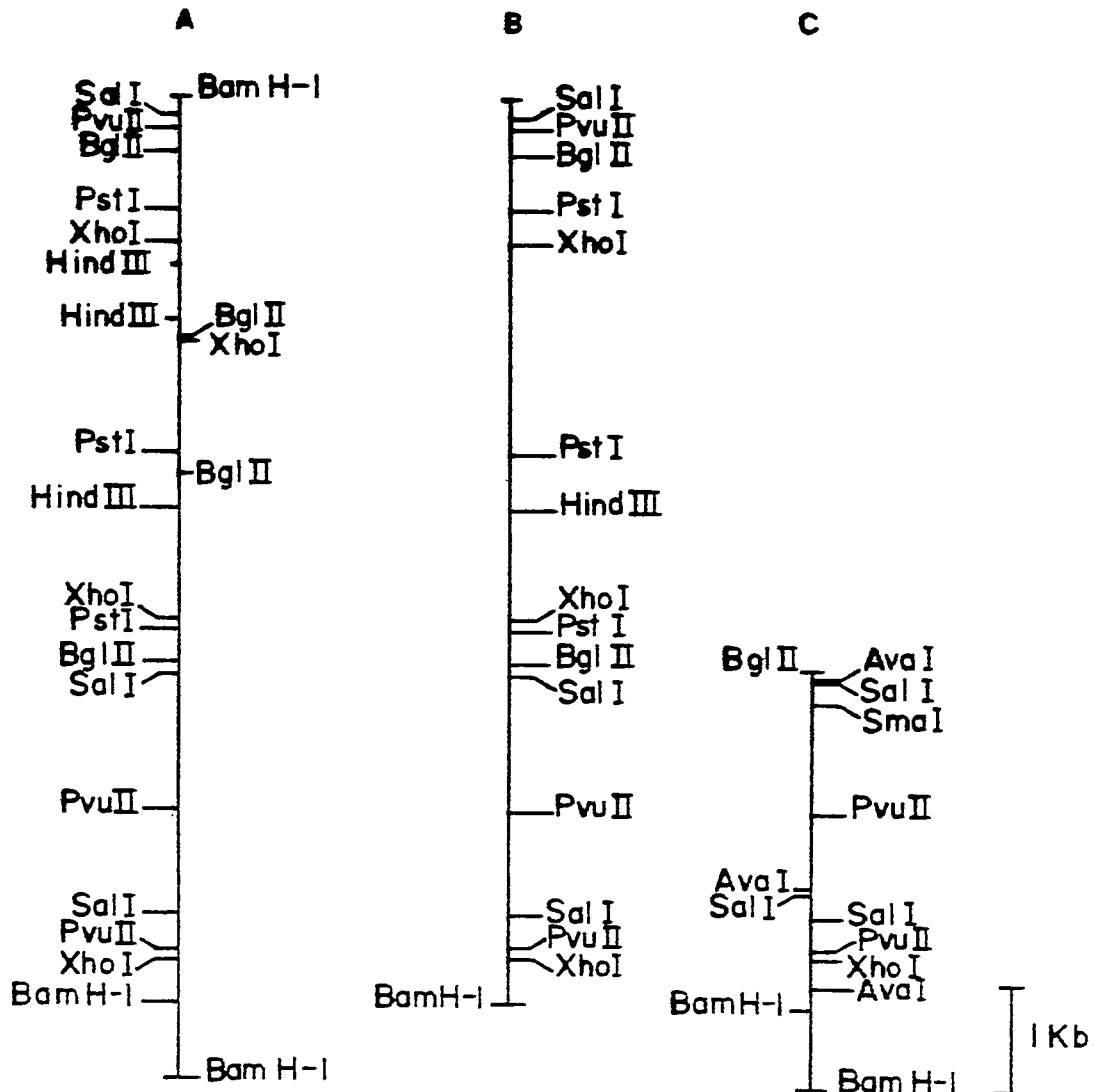 A
B
C
Bam H-I
Sal I
Pvu II
Bgl II
Pst I
Xho I
Hind III
Hind III
Bgl II
Xho I
Pst I
Bgl II
Hind III
Xho I
Pst I
Bgl II
Sal I
Pvu II
Sal I
Pvu II
Xho I
Bam H-I
Bam H-I
Sal I
Pvu II
Bgl II
Pst I
Xho I
Pst I
Hind III
Xho I
Pst I
Bgl II
Sal I
Pvu II
Sal I
Pvu II
Xho I
BamH-I
Bgl II
Ava I
Sal I
Sma I
Pvu II
Ava I
Sal I
Sal I
Pvu II
Xho I
Ava I
BamH-I
Bam H-I
1 Kb